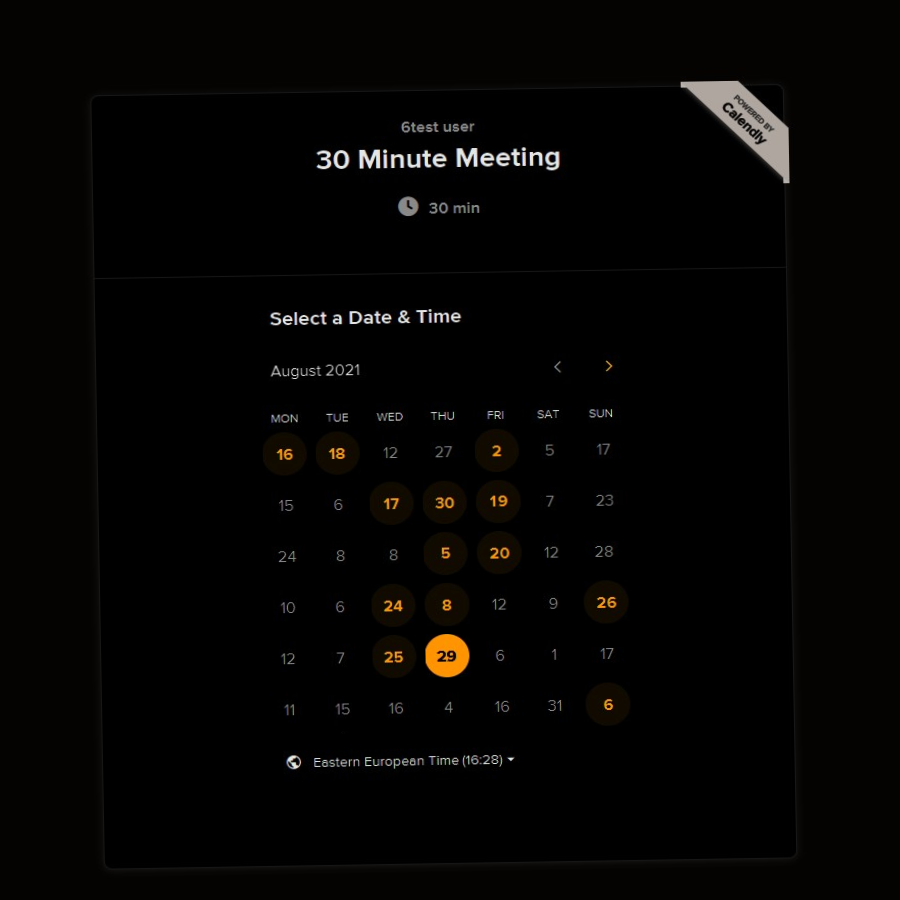 POWERED BY
Calendly
6test user
30 Minute Meeting
30 min
Select a Date & Time
August 2021
MON TUE WED THU FRI SAT SUN
16 18 12 27 2 5 17
15 6 17 30 19 7 23
24 8 8 5 20 12 28
10 6 24 8 12 9 26
12 7 25 29 6 1 17
11 15 16 4 16 31 6
Eastern European Time (16:28)